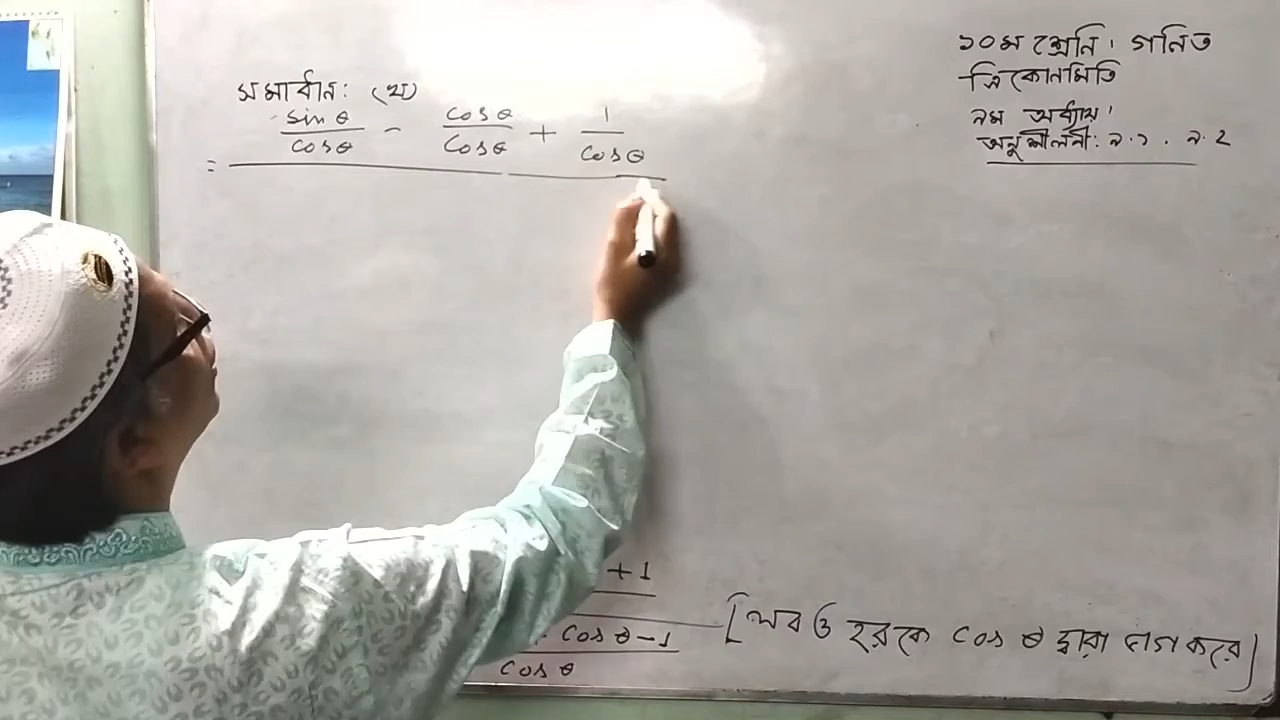 ১০ম শ্রেনি, গনিত
ত্রিকোনমিতি
৯ম অধ্যায়,
অনুশীলনী: ৯.১, ৯.২
সমাধান: (খ)
= (sin θ / cos θ) - (cos θ / cos θ) + (1 / cos θ)
+ 1
cos θ - 1
cos θ
[লব ও হরকে cos θ দ্বারা ভাগ করে]